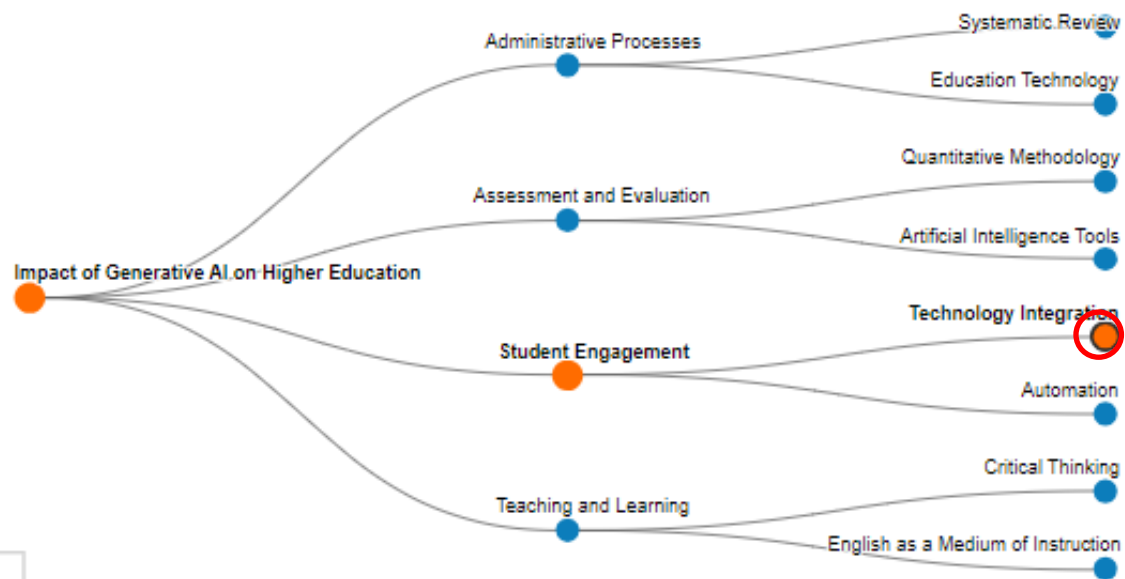 Systematic Review
Administrative Processes
Education Technology
Quantitative Methodology
Assessment and Evaluation
Artificial Intelligence Tools
Impact of Generative AI on Higher Education
Technology Integration
Student Engagement
Automation
Critical Thinking
Teaching and Learning
English as a Medium of Instruction